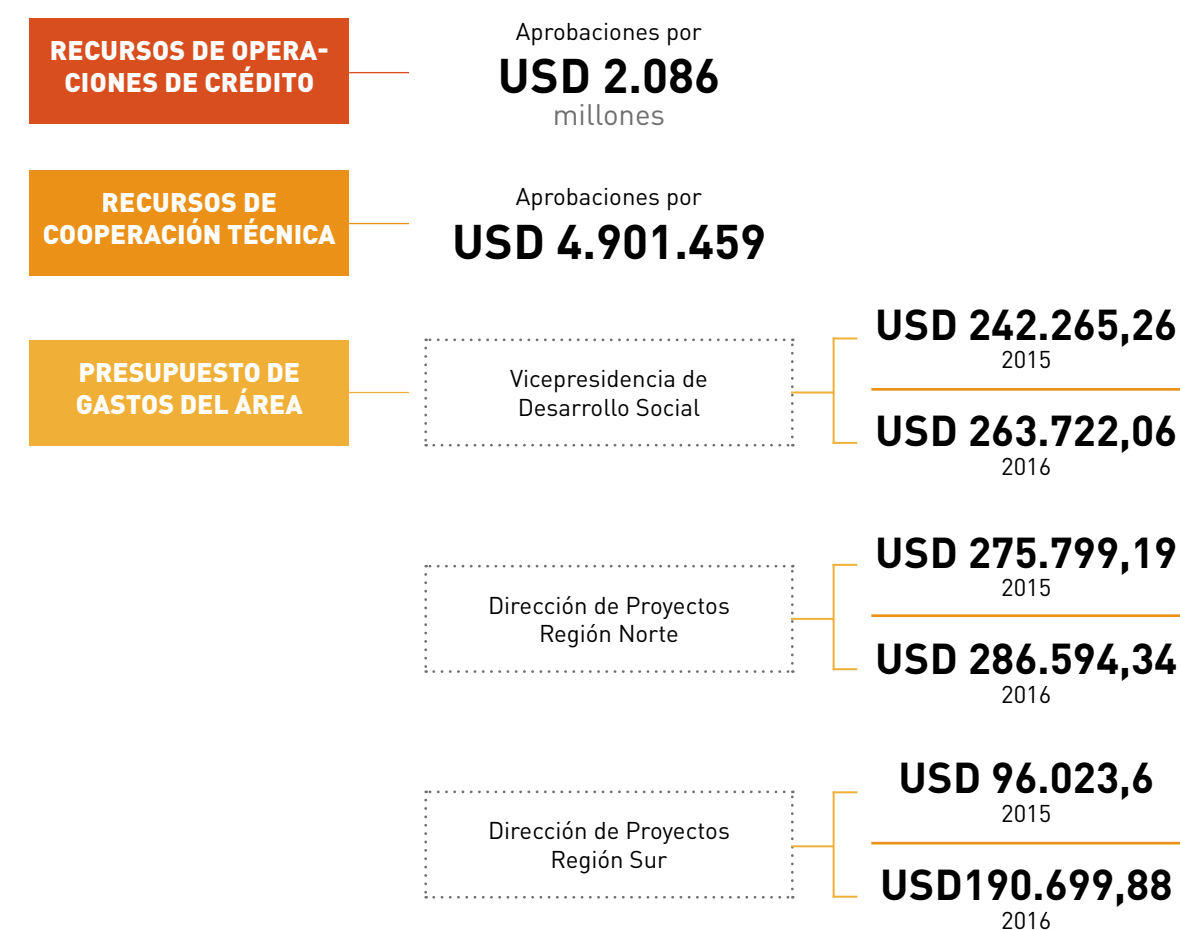 RECURSOS DE OPERA-
CIONES DE CRÉDITO
Aprobaciones por
USD 2.086
millones
RECURSOS DE
COOPERACIÓN TÉCNICA
Aprobaciones por
USD 4.901.459
PRESUPUESTO DE
GASTOS DEL ÁREA
Vicepresidencia de
Desarrollo Social
USD 242.265,26
2015
USD 263.722,06
2016
Dirección de Proyectos
Región Norte
USD 275.799,19
2015
USD 286.594,34
2016
Dirección de Proyectos
Región Sur
USD 96.023,6
2015
USD190.699,88
2016